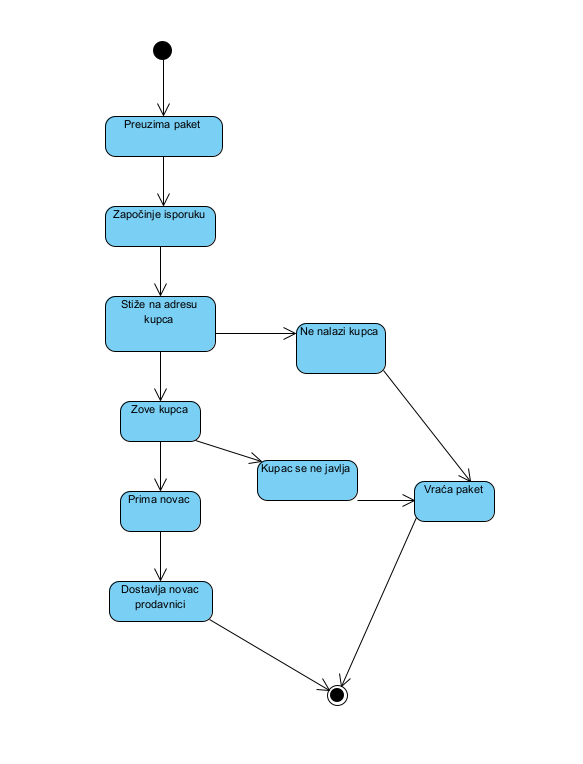 Preuzima paket
Započinje isporuku
Stiže na adresu
kupca
Ne nalazi kupca
Zove kupca
Kupac se ne javlja
Vraća paket
Prima novac
Dostavlja novac
prodavnici